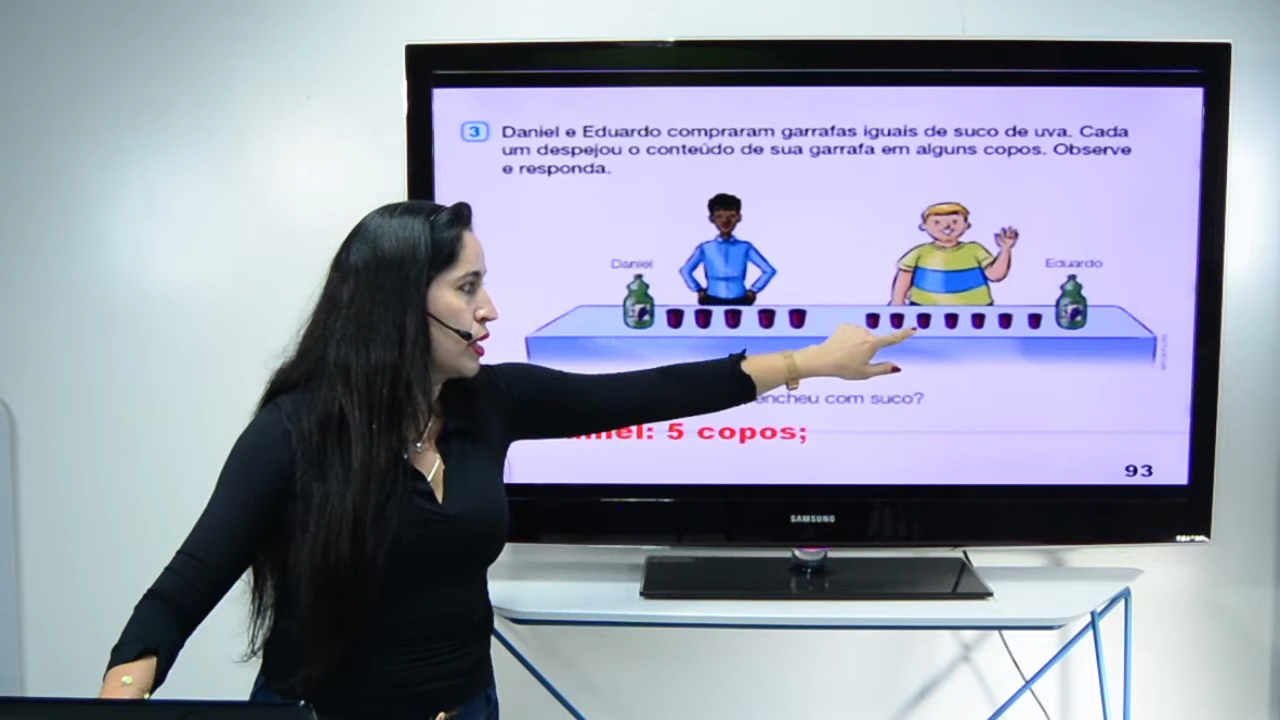 3 Daniel e Eduardo compraram garrafas iguais de suco de uva. Cada
um despejou o conteúdo de sua garrafa em alguns copos. Observe
e responda.
Daniel
Eduardo
encheu com suco?
5 copos;
93
SAMSUNG